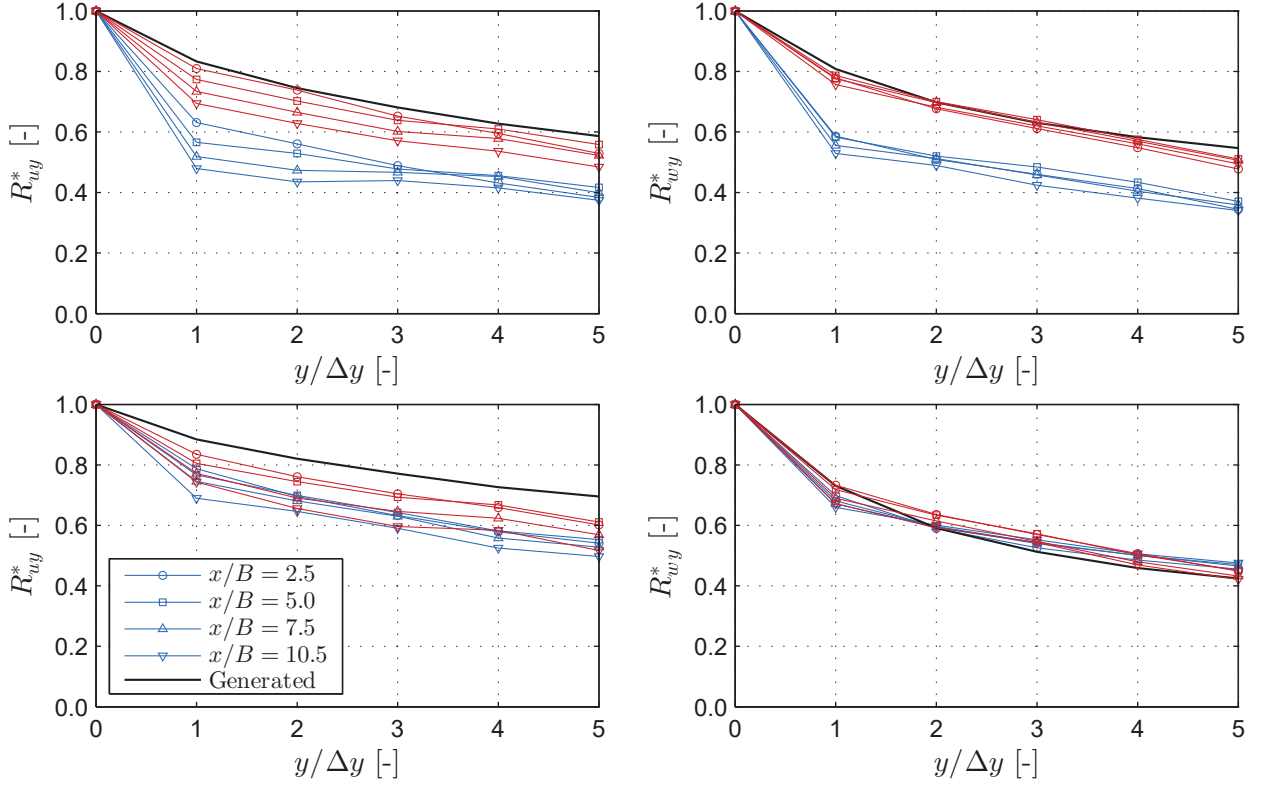 1.0
0.8
0.6
0.4
0.2
0.0
R*uy [-]
0 1 2 3 4 5
y/Δy [-]
1.0
0.8
0.6
0.4
0.2
0.0
R*wy [-]
0 1 2 3 4 5
y/Δy [-]
1.0
0.8
0.6
0.4
0.2
0.0
R*uy [-]
x/B = 2.5
x/B = 5.0
x/B = 7.5
x/B = 10.5
Generated
0 1 2 3 4 5
y/Δy [-]
1.0
0.8
0.6
0.4
0.2
0.0
R*wy [-]
0 1 2 3 4 5
y/Δy [-]